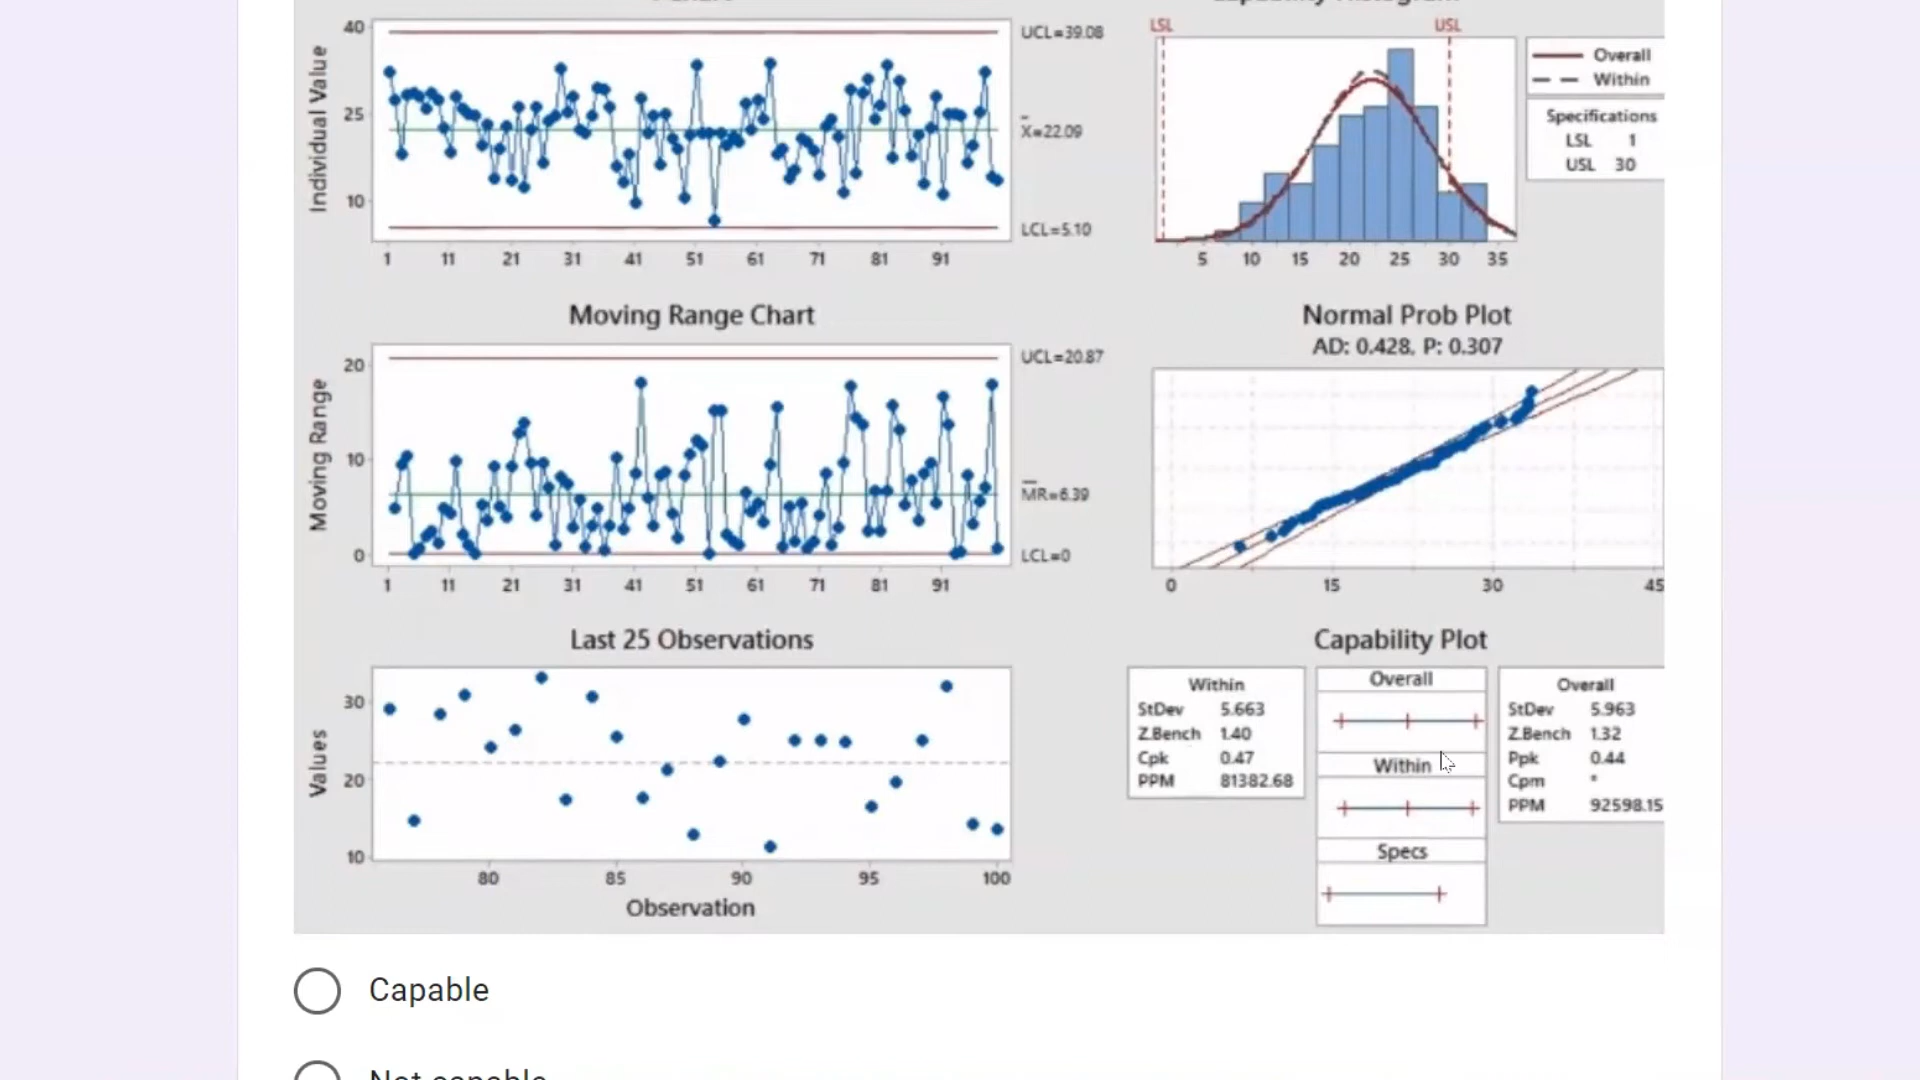 40
25
10
Individual Value
UCL=39.08
X=22.09
LCL=5.10
1 11 21 31 41 51 61 71 81 91
LSL USL
Overall
Within
Specifications
LSL 1
USL 30
5 10 15 20 25 30 35
Moving Range Chart
20
10
0
Moving Range
UCL=20.87
MR=6.39
LCL=0
1 11 21 31 41 51 61 71 81 91
Normal Prob Plot
AD: 0.428, P: 0.307
0 15 30 45
Last 25 Observations
30
20
10
Values
80 85 90 95 100
Observation
Capability Plot
Within
StDev 5.663
Z.Bench 1.40
Cpk 0.47
PPM 81382.68
Overall
Within
Specs
Overall
StDev 5.963
Z.Bench 1.32
Ppk 0.44
Cpm *
PPM 92598.15
Capable
Not capable